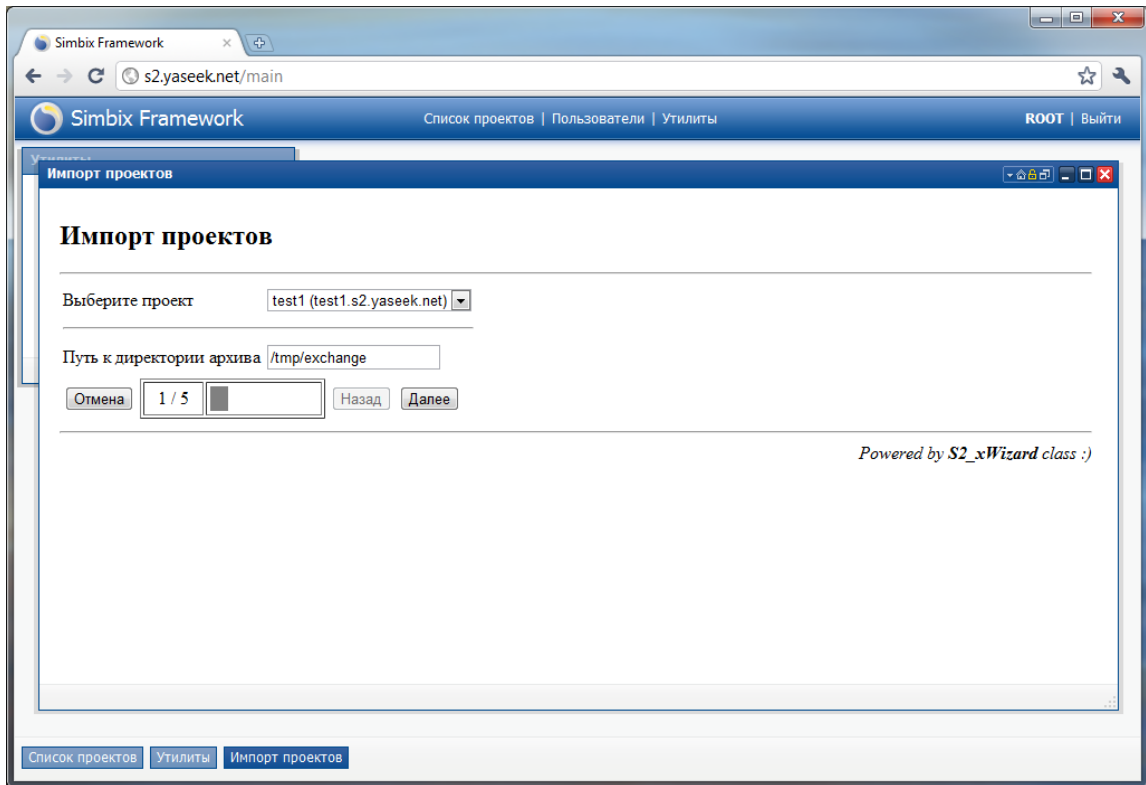 Simbix Framework
s2.yaseek.net/main
Simbix Framework
Список проектов | Пользователи | Утилиты
ROOT | Выйти
Утилиты
Импорт проектов
Импорт проектов
Выберите проект test1 (test1.s2.yaseek.net)
Путь к директории архива /tmp/exchange
Отмена 1 / 5 Назад Далее
Powered by S2_xWizard class :)
Список проектов Утилиты Импорт проектов